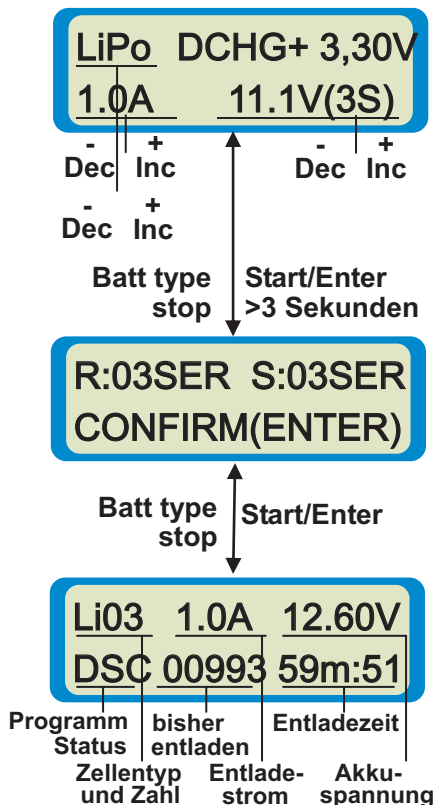 LiPo DCHG+ 3,30V
1.0A 11.1V(3S)
- + - +
Dec Inc Dec Inc
- +
Dec Inc
Batt type Start/Enter
stop >3 Sekunden
R:03SER S:03SER
CONFIRM(ENTER)
Batt type Start/Enter
stop
Li03 1.0A 12.60V
DSC 00993 59m:51
Programm bisher Entladezeit
Status entladen
Zellentyp Entlade- Akku-
und Zahl strom spannung